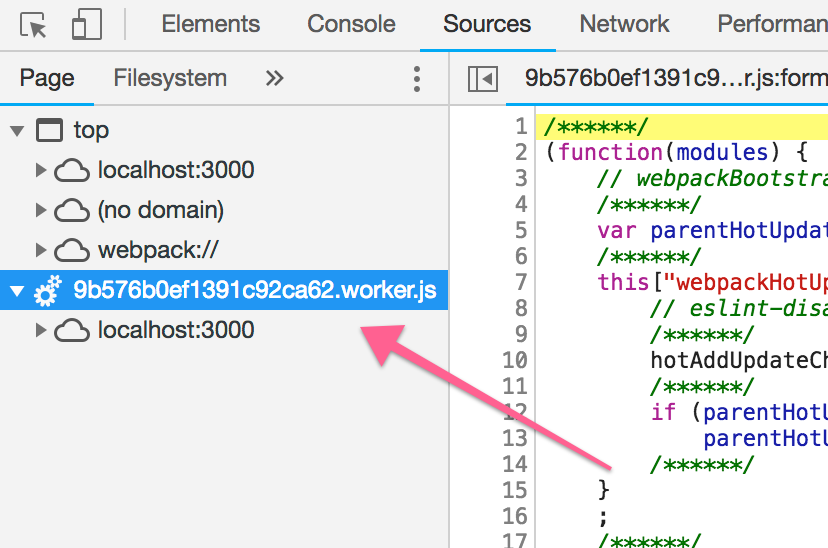 Elements Console Sources Network Performan
Page Filesystem »
9b576b0ef1391c9…r.js:form
top
localhost:3000
(no domain)
webpack://
9b576b0ef1391c92ca62.worker.js
localhost:3000
1 /******/
2 (function(modules) {
3 // webpackBootstra
4 /******/
5 var parentHotUpdat
6 /******/
7 this["webpackHotUp
8 // eslint-disa
9 /******/
10 hotAddUpdateCh
11 /******/
12 if (parentHotU
13 parentHotU
14 /******/
15 }
16 ;
17 /******/